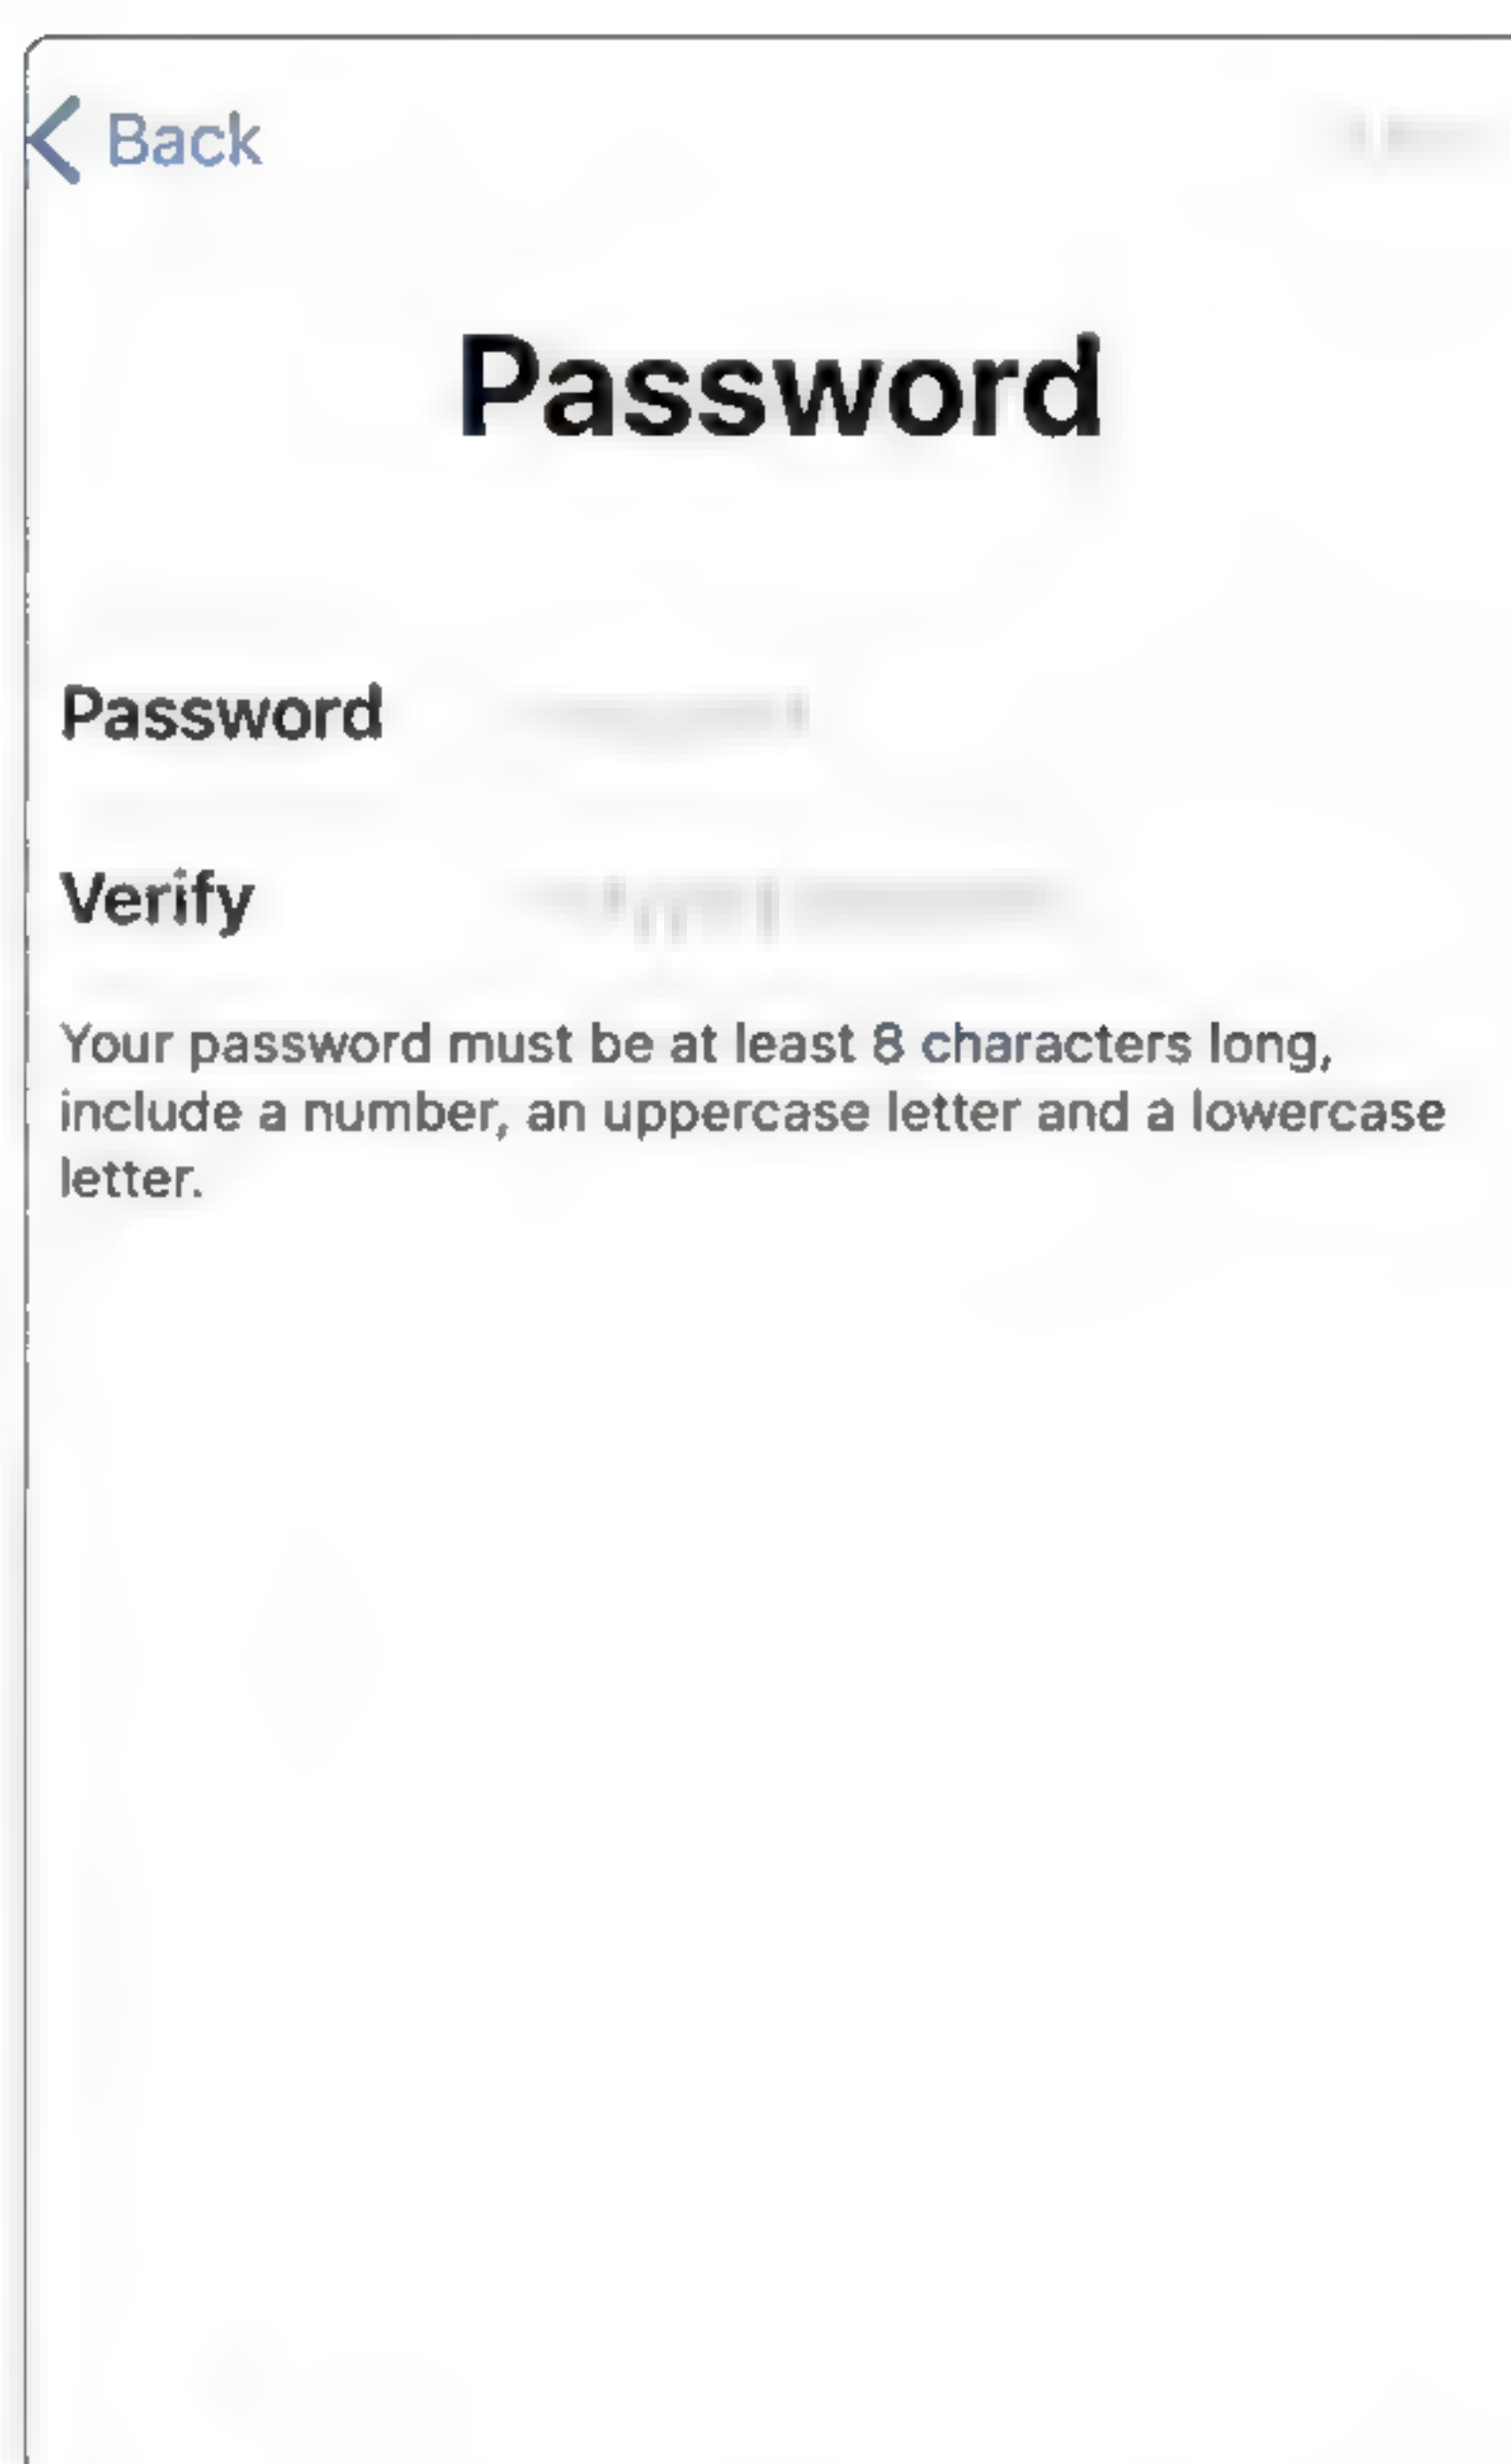 Back
Password
Password
Verify
Your password must be at least 8 characters long,
include a number, an uppercase letter and a lowercase
letter.